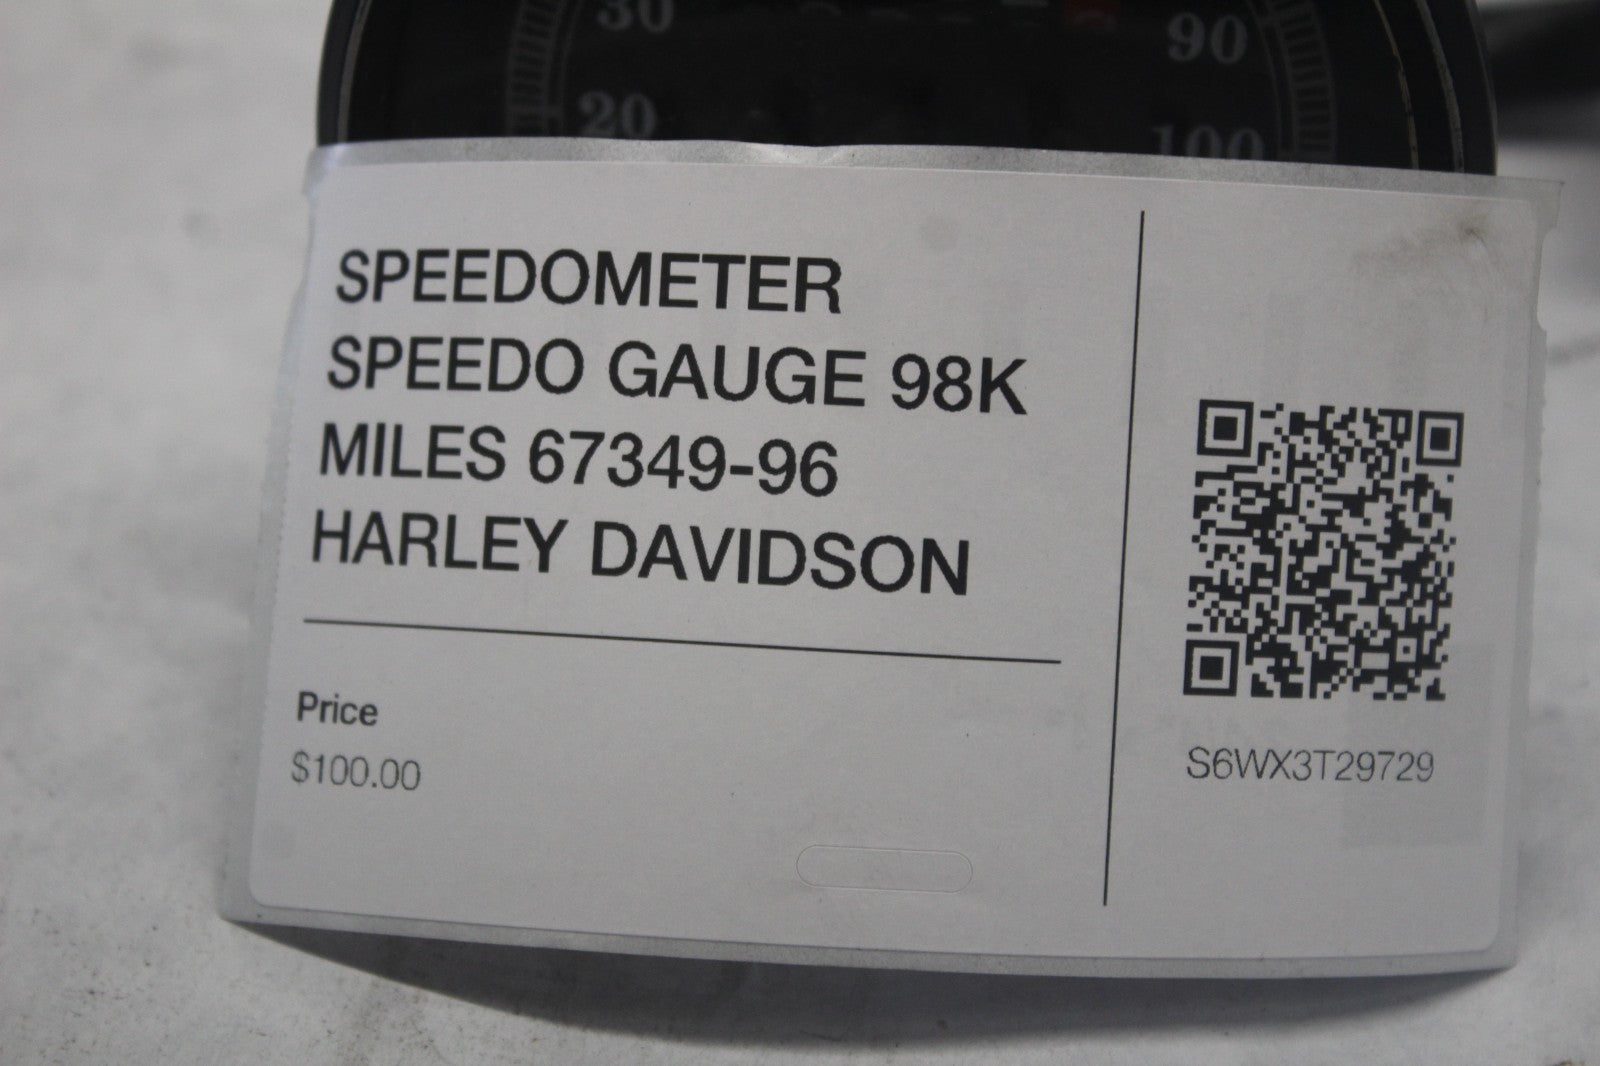 30
90
20
100
SPEEDOMETER
SPEEDO GAUGE 98K
MILES 67349-96
HARLEY DAVIDSON
Price
$100.00
S6WX3T29729